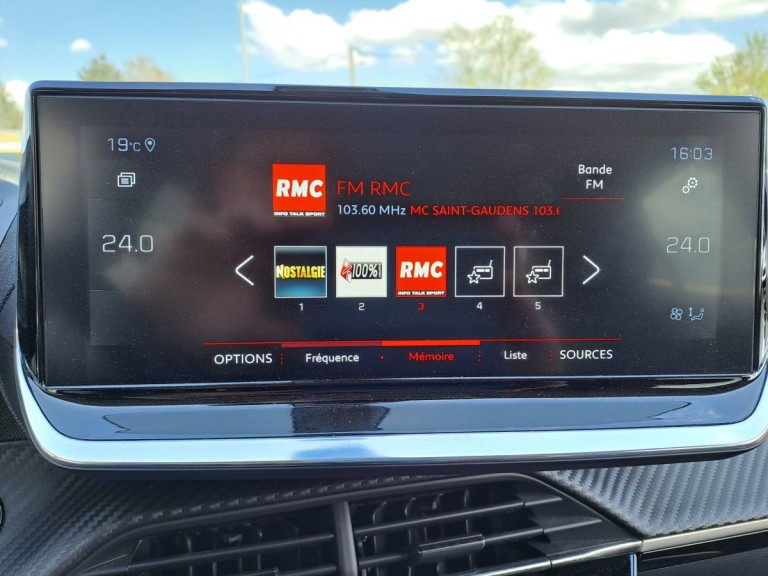 19°C
16:03
RMC
INFO TALK SPORT
FM RMC
103.60 MHz MC SAINT-GAUDENS 103.6
Bande
FM
24.0
24.0
NOSTALGIE
100%
RMC
INFO TALK SPORT
1
2
3
4
5
OPTIONS
Fréquence
Mémoire
Liste
SOURCES